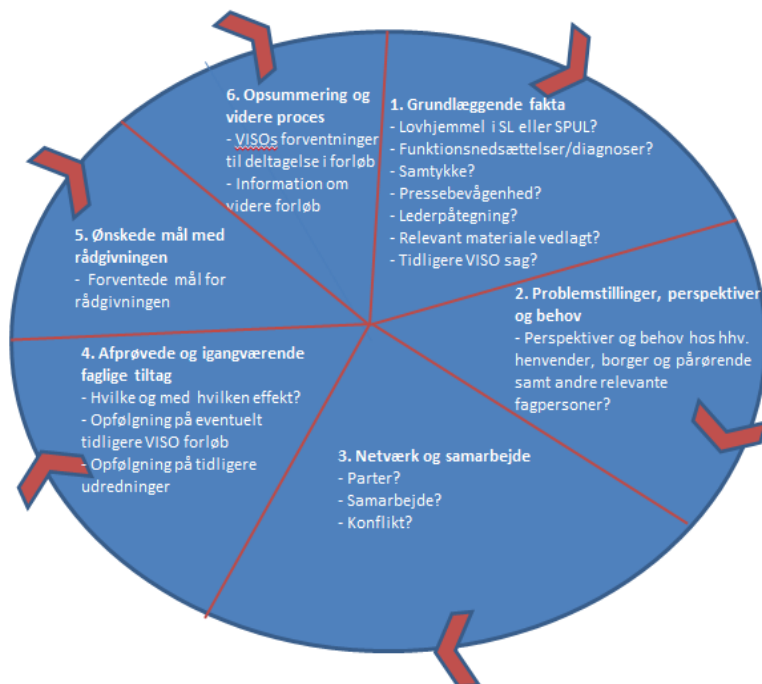 1. Grundlæggende fakta
- Lovhjemmel i SL eller SPUL?
- Funktionsnedsættelser/diagnoser?
- Samtykke?
- Pressebevågenhed?
- Lederpåtegning?
- Relevant materiale vedlagt?
- Tidligere VISO sag?
2. Problemstillinger, perspektiver
og behov
- Perspektiver og behov hos hhv.
henvender, borger og pårørende
samt andre relevante
fagpersoner?
3. Netværk og samarbejde
- Parter?
- Samarbejde?
- Konflikt?
4. Afprøvede og igangværende
faglige tiltag
- Hvilke og med hvilken effekt?
- Opfølgning på eventuelt
tidligere VISO forløb
- Opfølgning på tidligere
udredninger
5. Ønskede mål med
rådgivningen
- Forventede mål for
rådgivningen
6. Opsummering og
videre proces
- VISOs forventninger
til deltagelse i forløb
- Information om
videre forløb